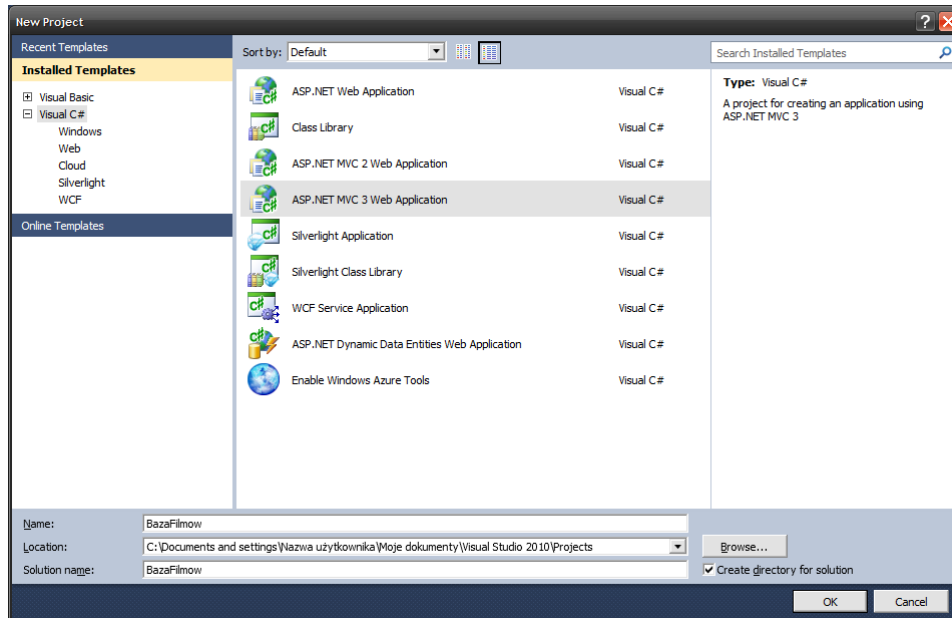 New Project
Recent Templates
Installed Templates
Visual Basic
Visual C#
Windows
Web
Cloud
Silverlight
WCF
Online Templates
Sort by: Default
ASP.NET Web Application Visual C#
Class Library Visual C#
ASP.NET MVC 2 Web Application Visual C#
ASP.NET MVC 3 Web Application Visual C#
Silverlight Application Visual C#
Silverlight Class Library Visual C#
WCF Service Application Visual C#
ASP.NET Dynamic Data Entities Web Application Visual C#
Enable Windows Azure Tools Visual C#
Search Installed Templates
Type: Visual C#
A project for creating an application using
ASP.NET MVC 3
Name: BazaFilmow
Location: C:\Documents and settings\Nazwa użytkownika\Moje dokumenty\Visual Studio 2010\Projects Browse...
Solution name: BazaFilmow Create directory for solution
OK Cancel